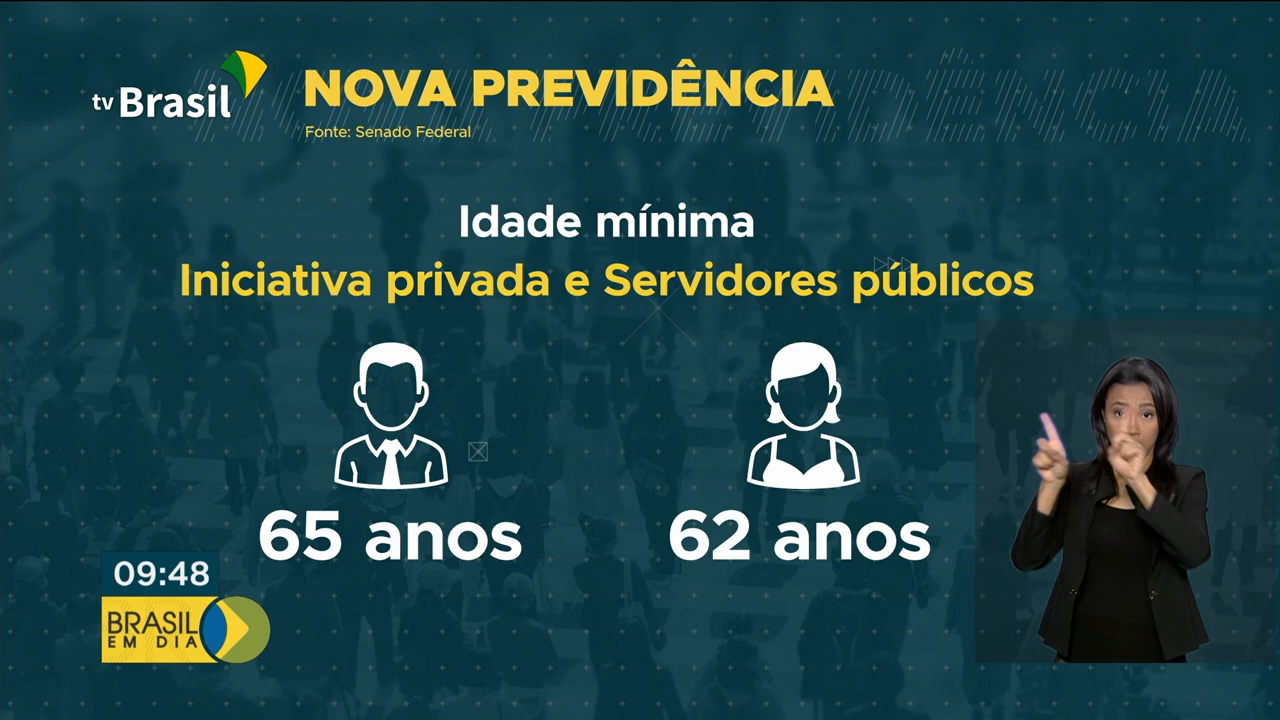 tv Brasil
NOVA PREVIDÊNCIA
Fonte: Senado Federal
Idade mínima
Iniciativa privada e Servidores públicos
65 anos
62 anos
09:48
BRASIL
EM DIA